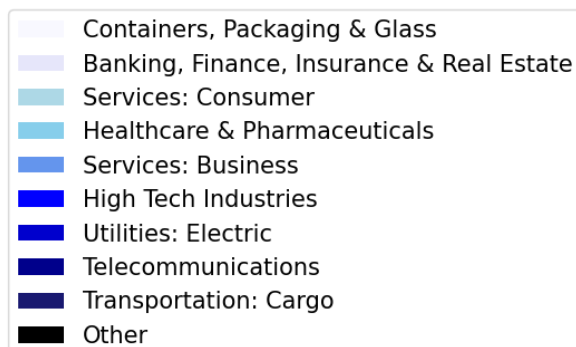 Containers, Packaging & Glass
Banking, Finance, Insurance & Real Estate
Services: Consumer
Healthcare & Pharmaceuticals
Services: Business
High Tech Industries
Utilities: Electric
Telecommunications
Transportation: Cargo
Other